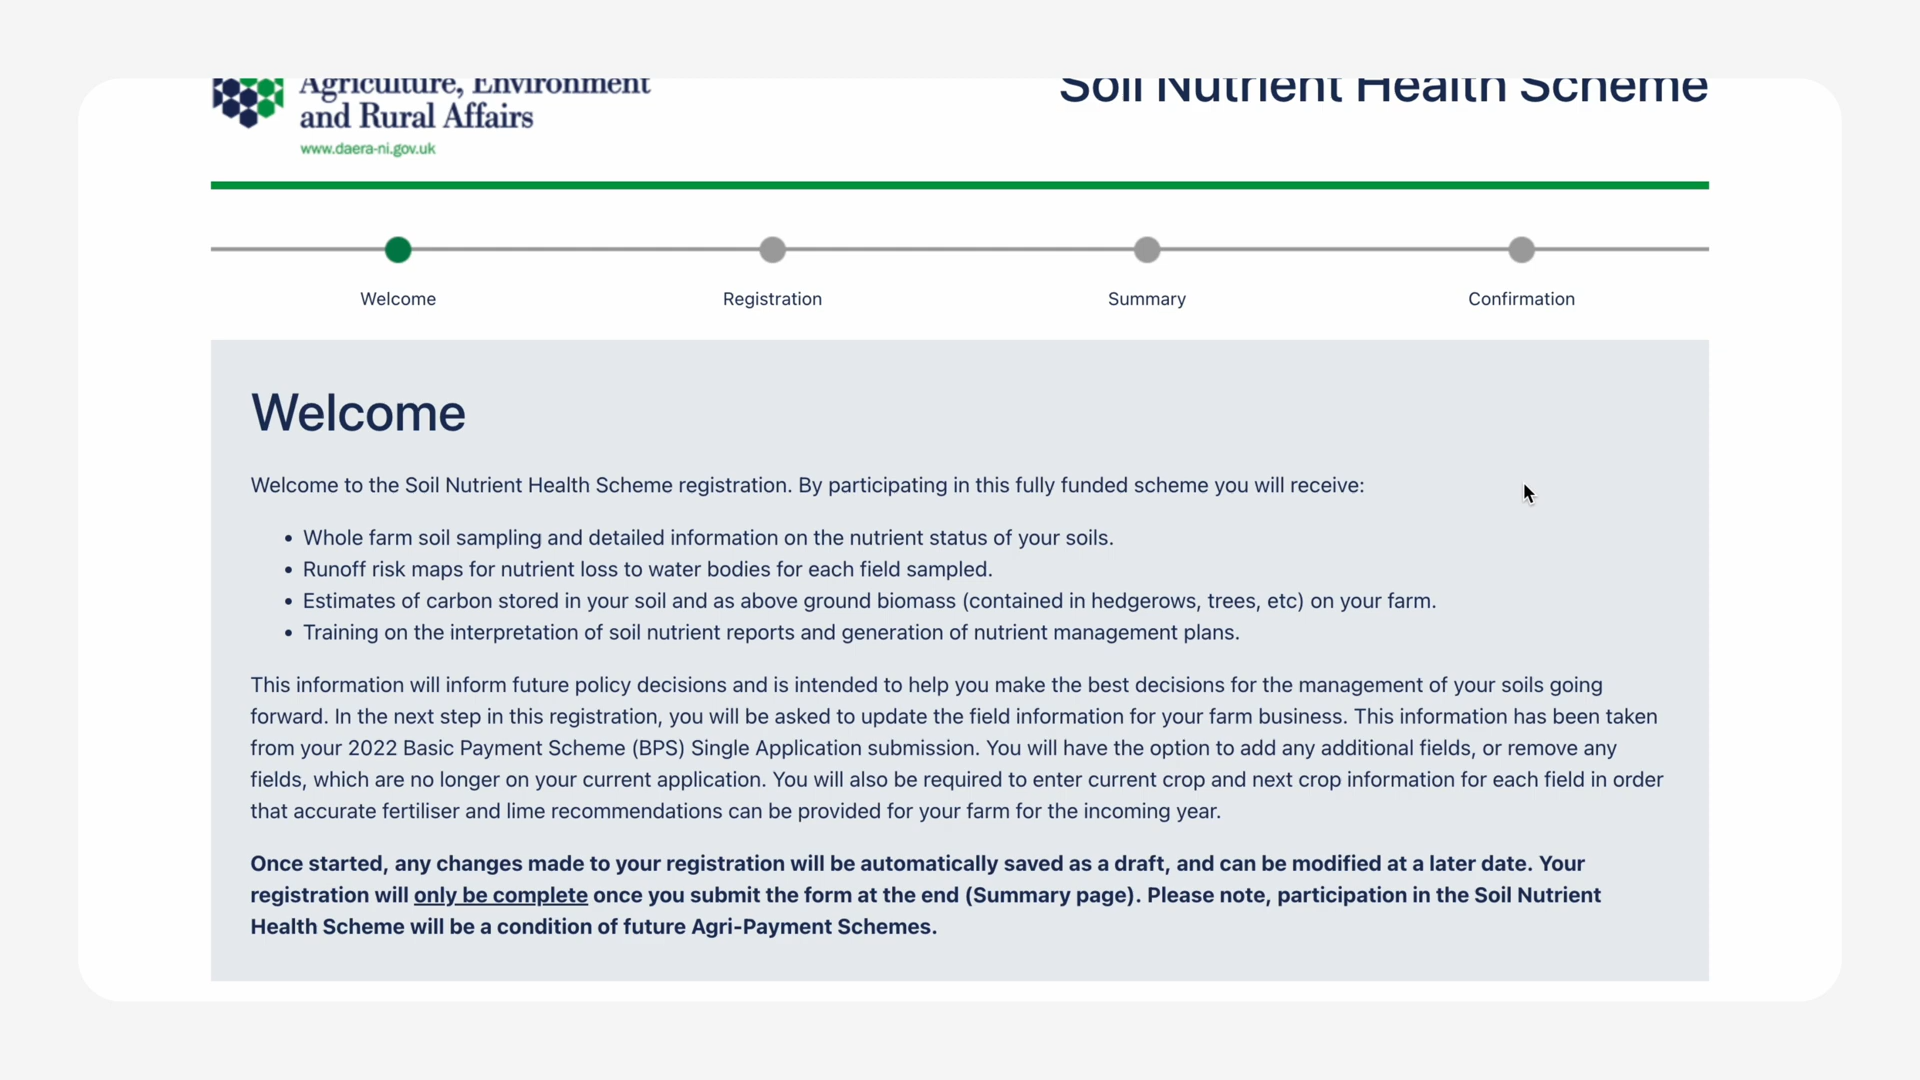 Agriculture, Environment
and Rural Affairs
www.daera-ni.gov.uk
Soil Nutrient Health Scheme
Welcome
Registration
Summary
Confirmation
Welcome
Welcome to the Soil Nutrient Health Scheme registration. By participating in this fully funded scheme you will receive:
• Whole farm soil sampling and detailed information on the nutrient status of your soils.
• Runoff risk maps for nutrient loss to water bodies for each field sampled.
• Estimates of carbon stored in your soil and as above ground biomass (contained in hedgerows, trees, etc) on your farm.
• Training on the interpretation of soil nutrient reports and generation of nutrient management plans.
This information will inform future policy decisions and is intended to help you make the best decisions for the management of your soils going
forward. In the next step in this registration, you will be asked to update the field information for your farm business. This information has been taken
from your 2022 Basic Payment Scheme (BPS) Single Application submission. You will have the option to add any additional fields, or remove any
fields, which are no longer on your current application. You will also be required to enter current crop and next crop information for each field in order
that accurate fertiliser and lime recommendations can be provided for your farm for the incoming year.
Once started, any changes made to your registration will be automatically saved as a draft, and can be modified at a later date. Your
registration will only be complete once you submit the form at the end (Summary page). Please note, participation in the Soil Nutrient
Health Scheme will be a condition of future Agri-Payment Schemes.